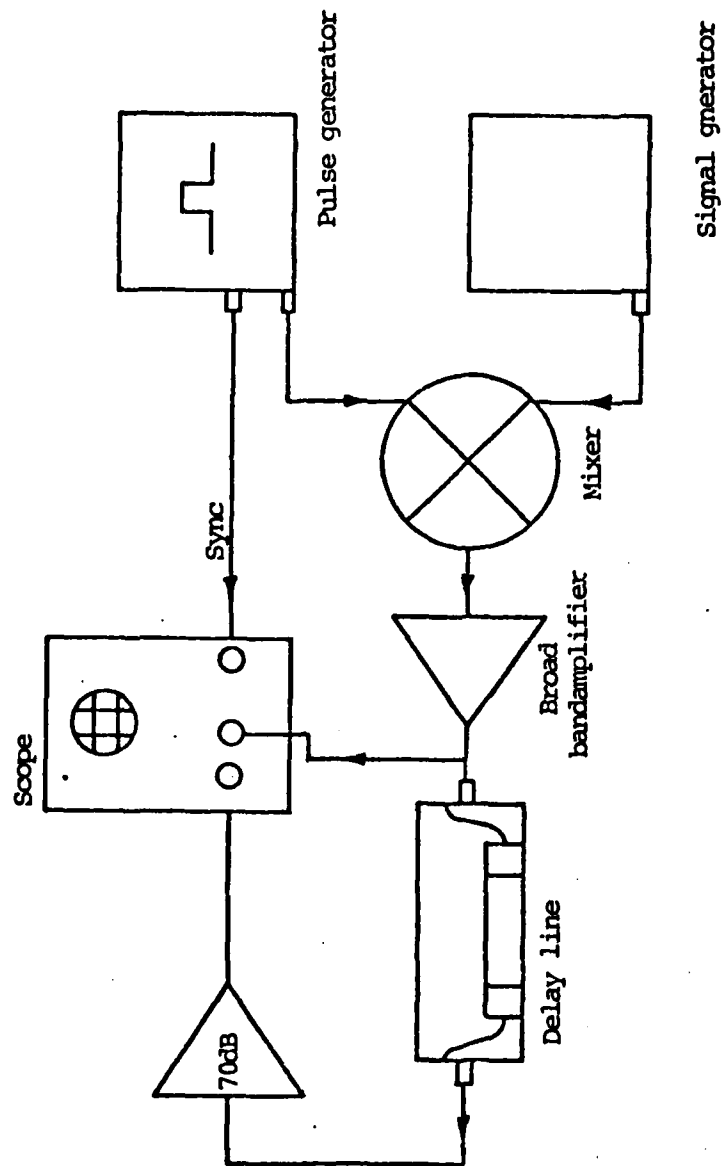 Scope
Sync
Pulse generator
70dB
Delay line
Broad
bandamplifier
Mixer
Signal gnerator